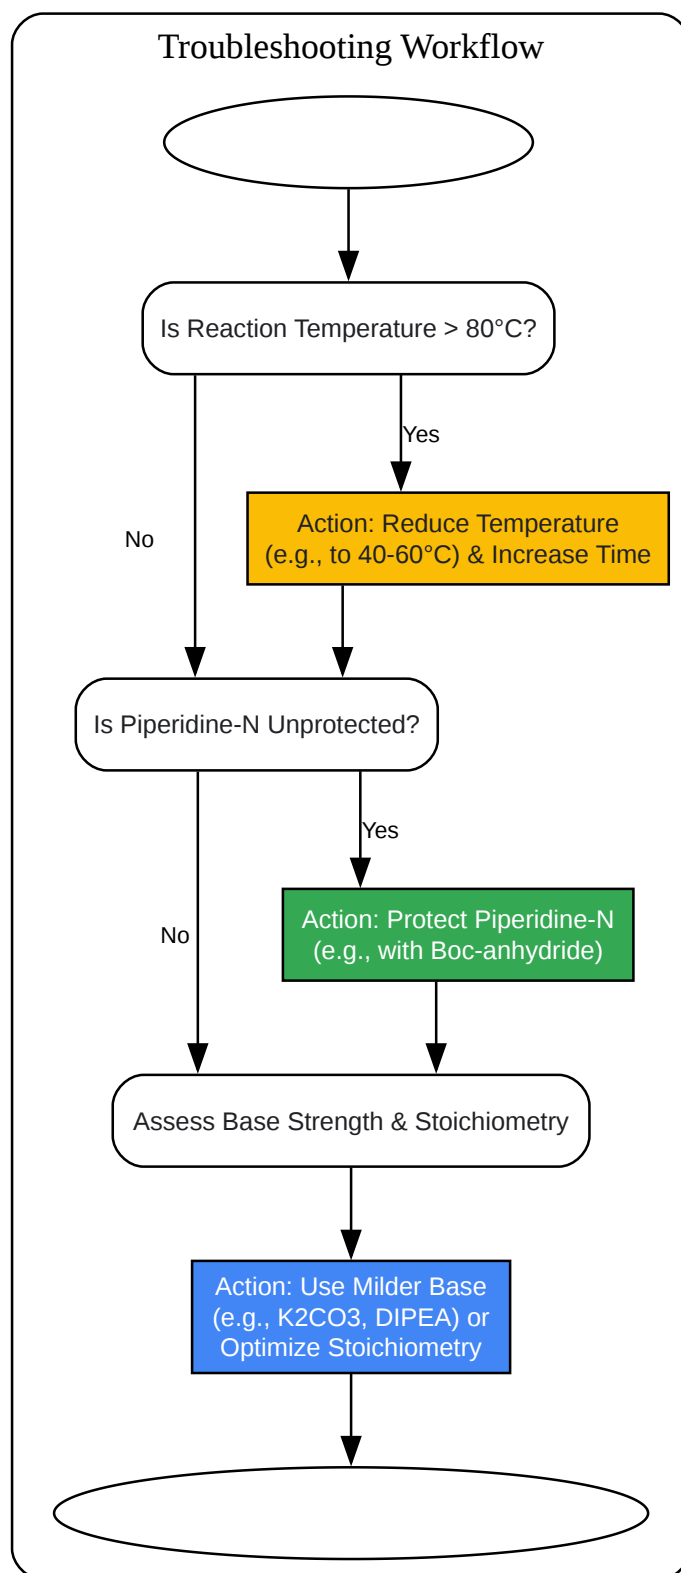 Troubleshooting Workflow
Is Reaction Temperature > 80°C?
Yes
Action: Reduce Temperature
(e.g., to 40-60°C) & Increase Time
No
Is Piperidine-N Unprotected?
Yes
Action: Protect Piperidine-N
(e.g., with Boc-anhydride)
No
Assess Base Strength & Stoichiometry
Action: Use Milder Base
(e.g., K2CO3, DIPEA) or
Optimize Stoichiometry